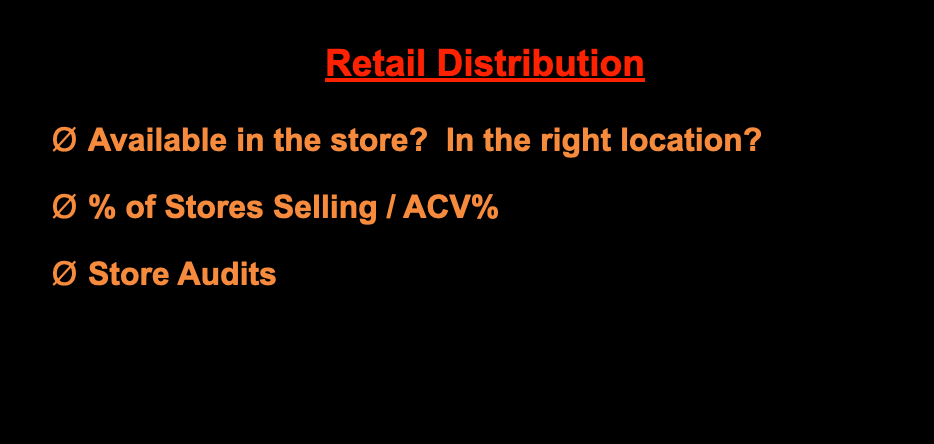 Retail Distribution
Ø Available in the store?  In the right location?
Ø % of Stores Selling / ACV%
Ø Store Audits